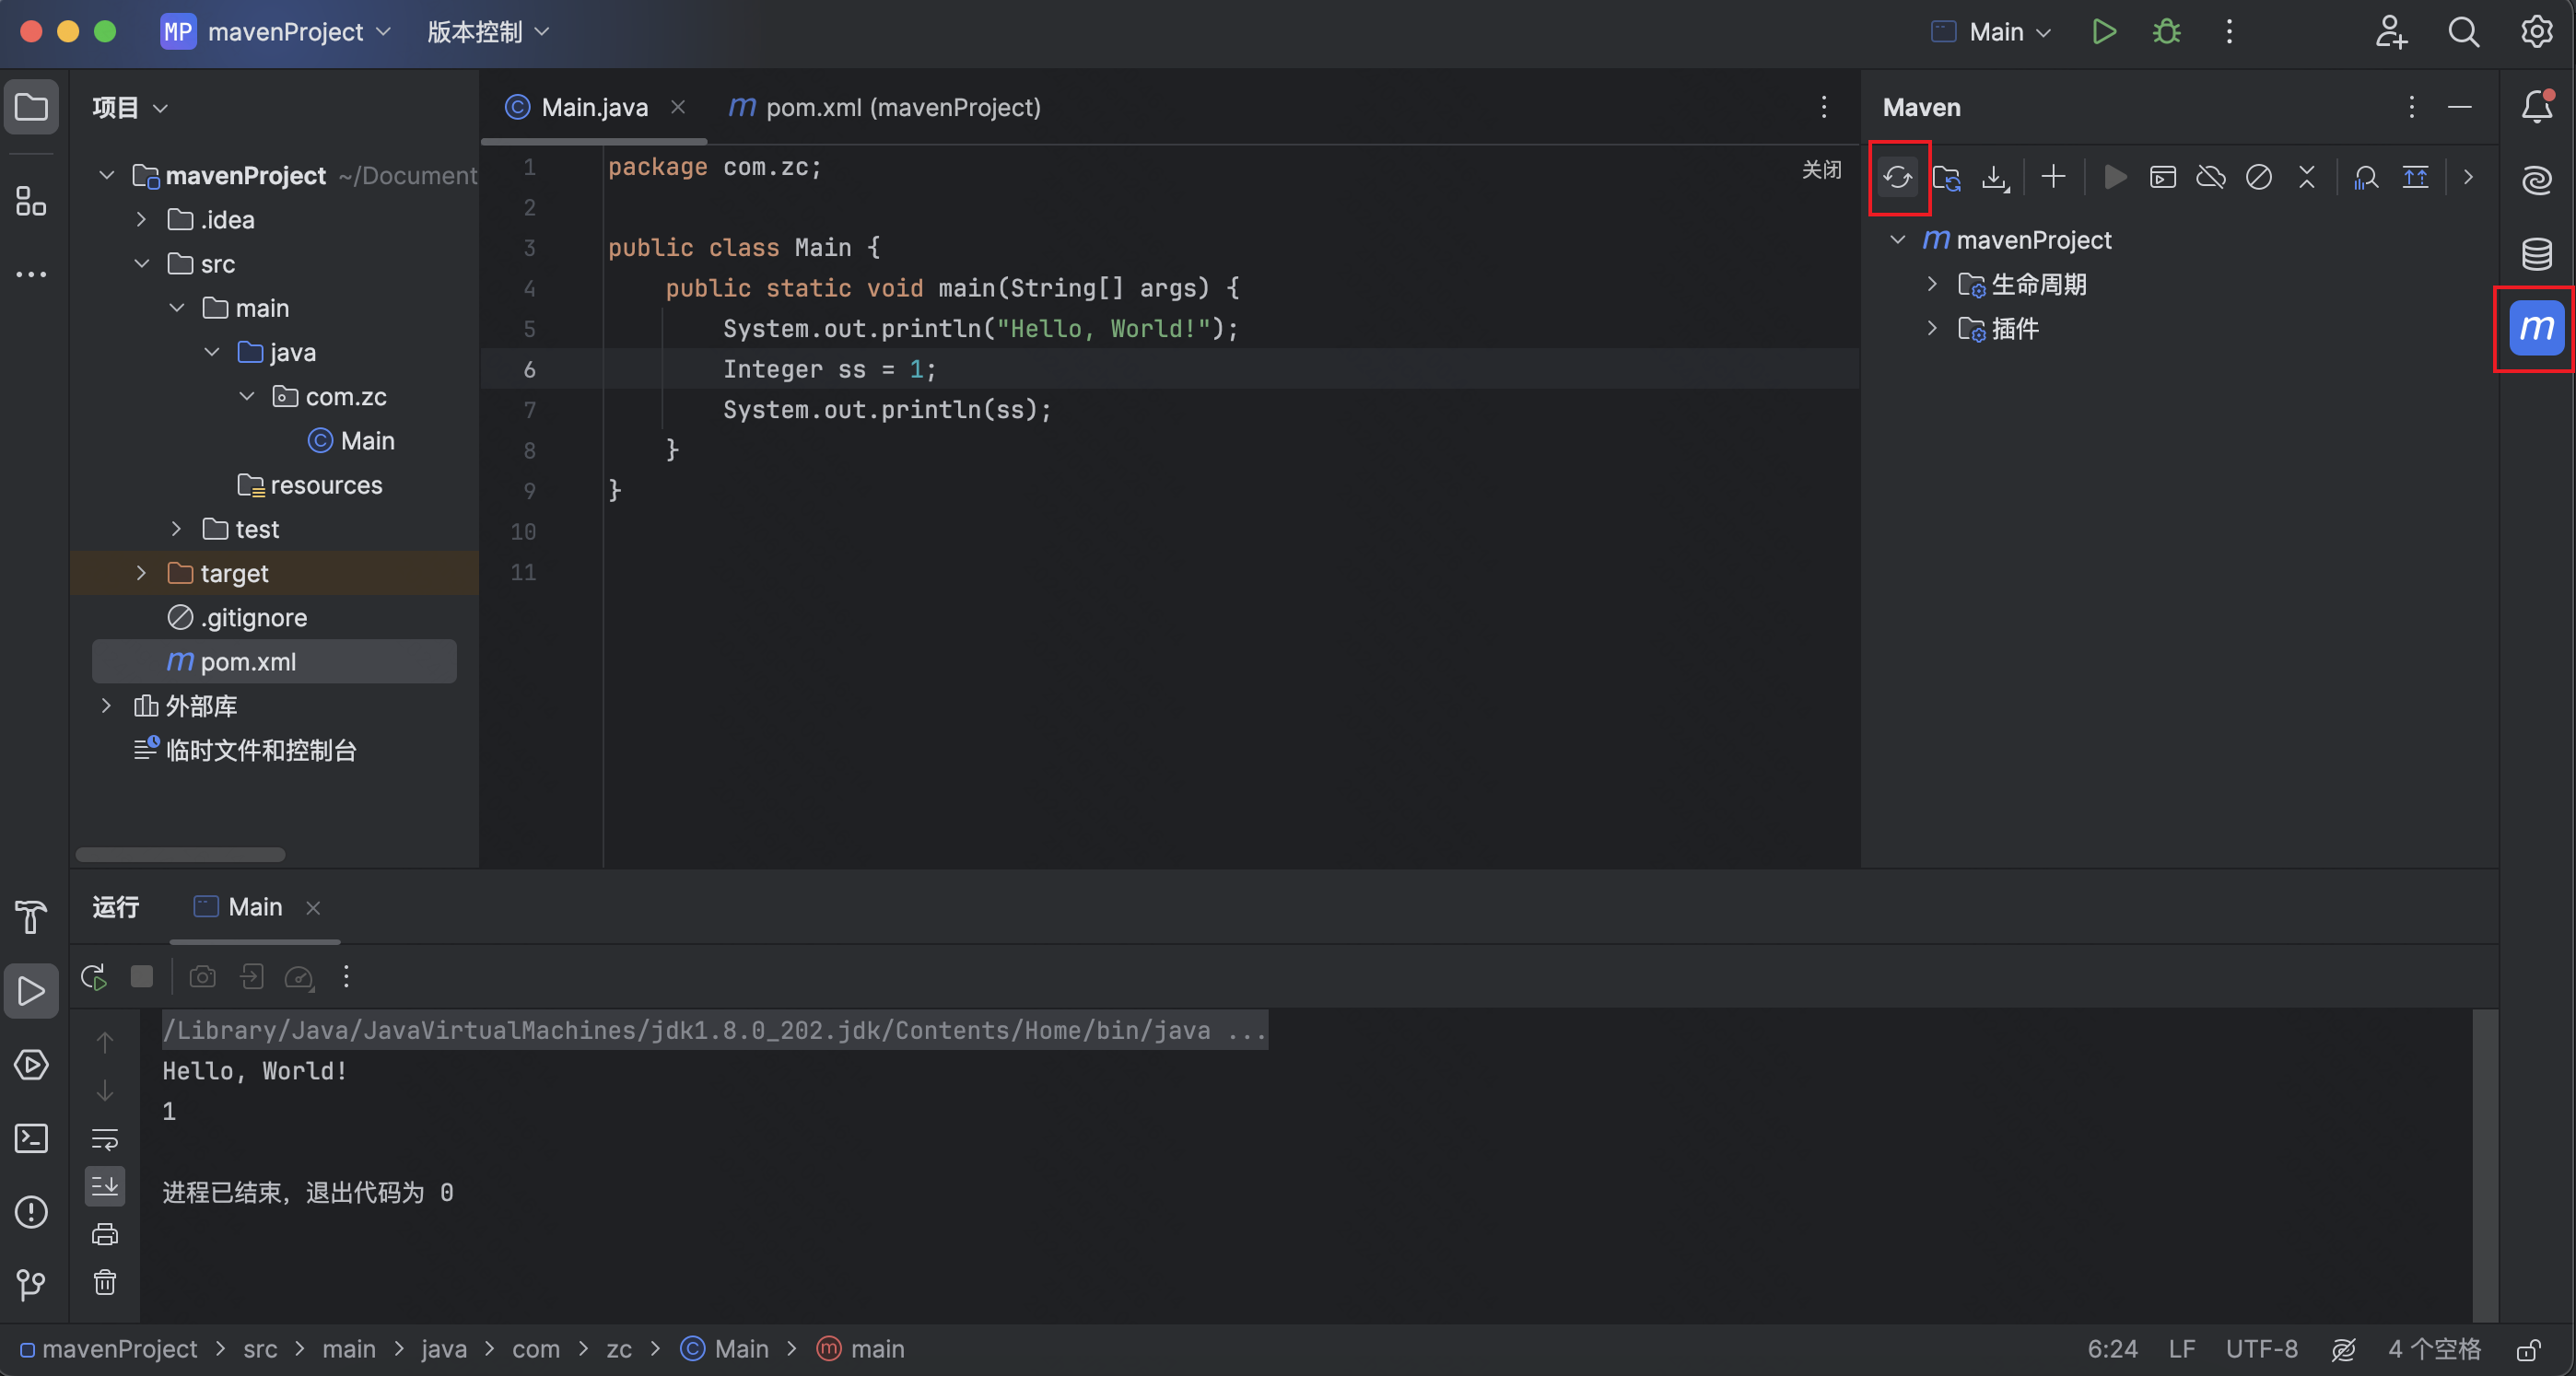 MP mavenProject 版本控制 Main
项目
mavenProject ~/Document
.idea
src
main
java
com.zc
Main
resources
test
target
.gitignore
m pom.xml
外部库
临时文件和控制台
Main.java
m pom.xml (mavenProject)
关闭
1 package com.zc;
2
3 public class Main {
4 public static void main(String[] args) {
5 System.out.println("Hello, World!");
6 Integer ss = 1;
7 System.out.println(ss);
8 }
9 }
10
11
Maven
m mavenProject
生命周期
插件
m
运行 Main
/Library/Java/JavaVirtualMachines/jdk1.8.0_202.jdk/Contents/Home/bin/java ...
Hello, World!
1
进程已结束，退出代码为 0
mavenProject > src > main > java > com > zc > Main > main
6:24 LF UTF-8 4 个空格